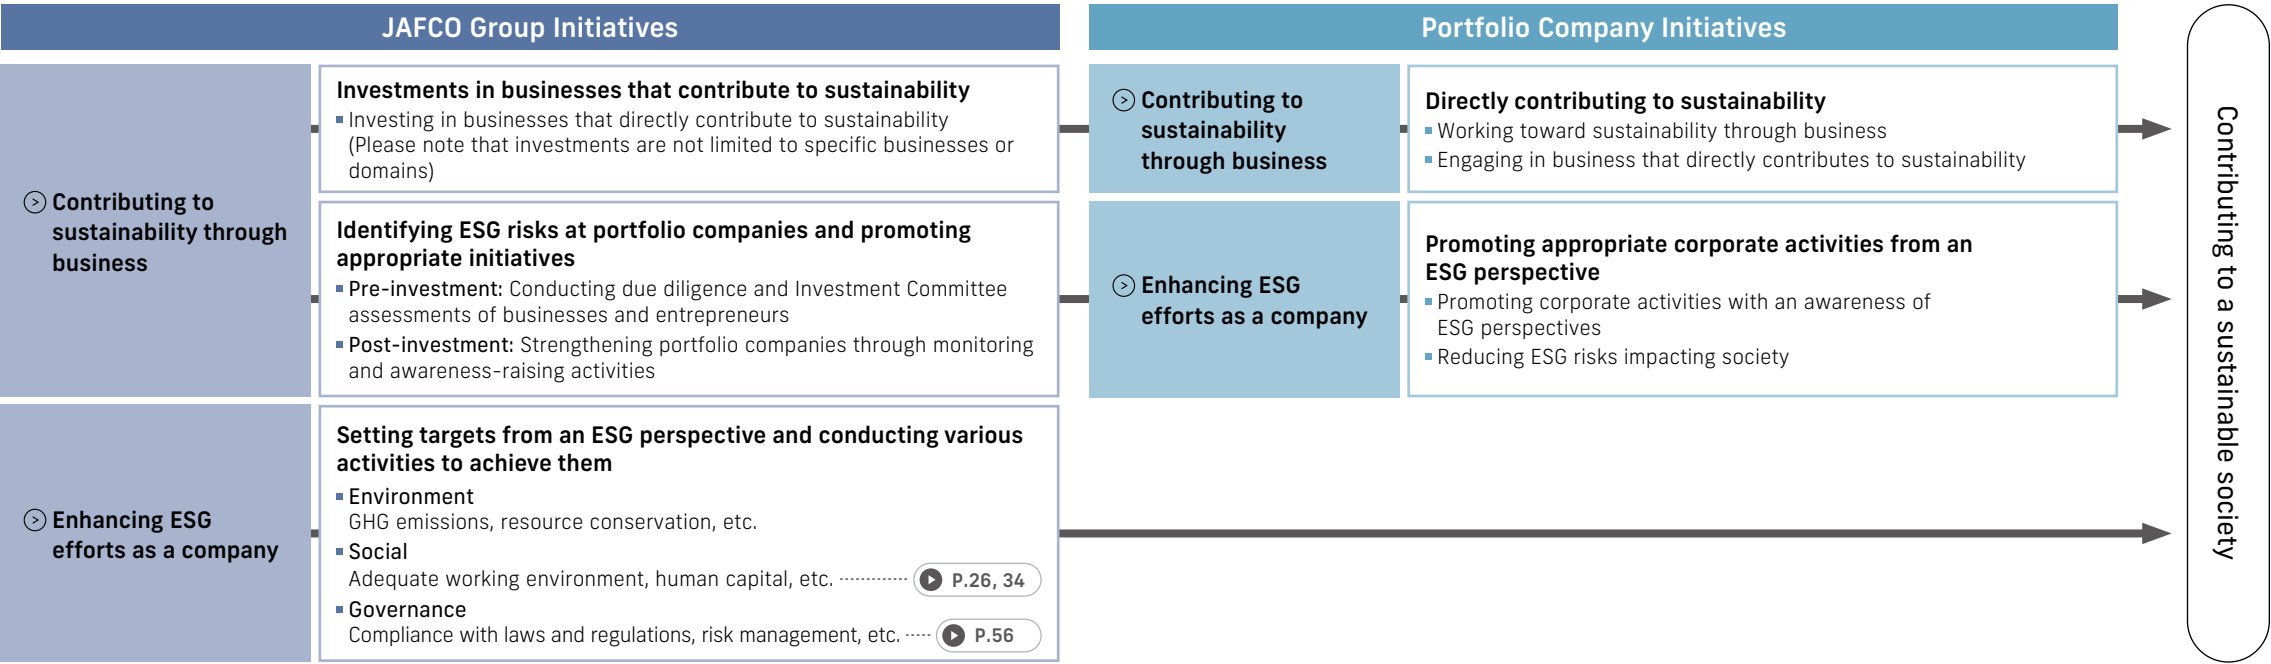 JAFCO Group Initiatives
Contributing to
sustainability through
business
Investments in businesses that contribute to sustainability
Investing in businesses that directly contribute to sustainability
(Please note that investments are not limited to specific businesses or
domains)
Identifying ESG risks at portfolio companies and promoting
appropriate initiatives
Pre-investment: Conducting due diligence and Investment Committee
assessments of businesses and entrepreneurs
Post-investment: Strengthening portfolio companies through monitoring
and awareness-raising activities
Enhancing ESG
efforts as a company
Setting targets from an ESG perspective and conducting various
activities to achieve them
Environment
GHG emissions, resource conservation, etc.
Social
Adequate working environment, human capital, etc. P.26, 34
Governance
Compliance with laws and regulations, risk management, etc. P.56
Portfolio Company Initiatives
Contributing to
sustainability
through business
Directly contributing to sustainability
Working toward sustainability through business
Engaging in business that directly contributes to sustainability
Enhancing ESG
efforts as a company
Promoting appropriate corporate activities from an
ESG perspective
Promoting corporate activities with an awareness of
ESG perspectives
Reducing ESG risks impacting society
Contributing to a sustainable society